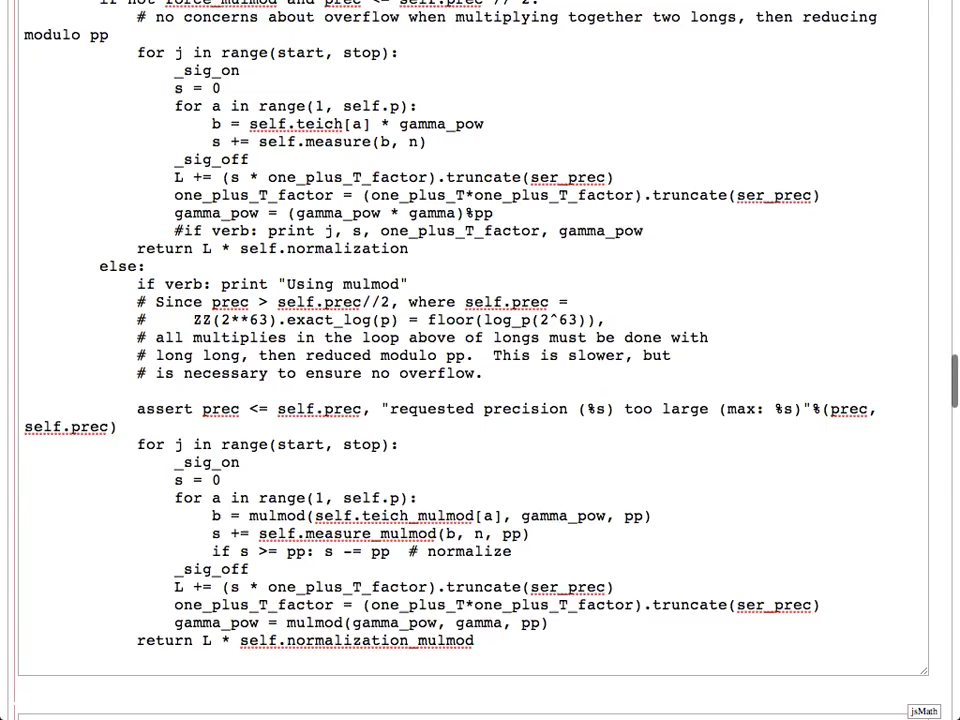 if not force_mulmod and prec <= self.prec // 2:
# no concerns about overflow when multiplying together two longs, then reducing
modulo pp
for j in range(start, stop):
_sig_on
s = 0
for a in range(1, self.p):
b = self.teich[a] * gamma_pow
s += self.measure(b, n)
_sig_off
L += (s * one_plus_T_factor).truncate(ser_prec)
one_plus_T_factor = (one_plus_T*one_plus_T_factor).truncate(ser_prec)
gamma_pow = (gamma_pow * gamma)%pp
#if verb: print j, s, one_plus_T_factor, gamma_pow
return L * self.normalization
else:
if verb: print "Using mulmod"
# Since prec > self.prec//2, where self.prec =
# ZZ(2**63).exact_log(p) = floor(log_p(2^63)),
# all multiplies in the loop above of longs must be done with
# long long, then reduced modulo pp. This is slower, but
# is necessary to ensure no overflow.
assert prec <= self.prec, "requested precision (%s) too large (max: %s)"%(prec,
self.prec)
for j in range(start, stop):
_sig_on
s = 0
for a in range(1, self.p):
b = mulmod(self.teich_mulmod[a], gamma_pow, pp)
s += self.measure_mulmod(b, n, pp)
if s >= pp: s -= pp # normalize
_sig_off
L += (s * one_plus_T_factor).truncate(ser_prec)
one_plus_T_factor = (one_plus_T*one_plus_T_factor).truncate(ser_prec)
gamma_pow = mulmod(gamma_pow, gamma, pp)
return L * self.normalization_mulmod
jsMath